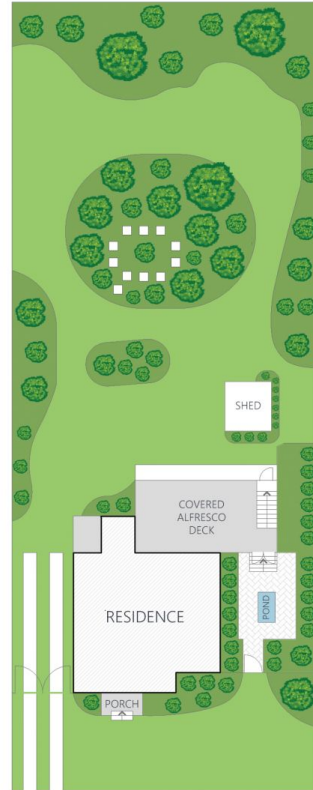 SHED
COVERED
ALFRESCO
DECK
RESIDENCE
POND
PORCH